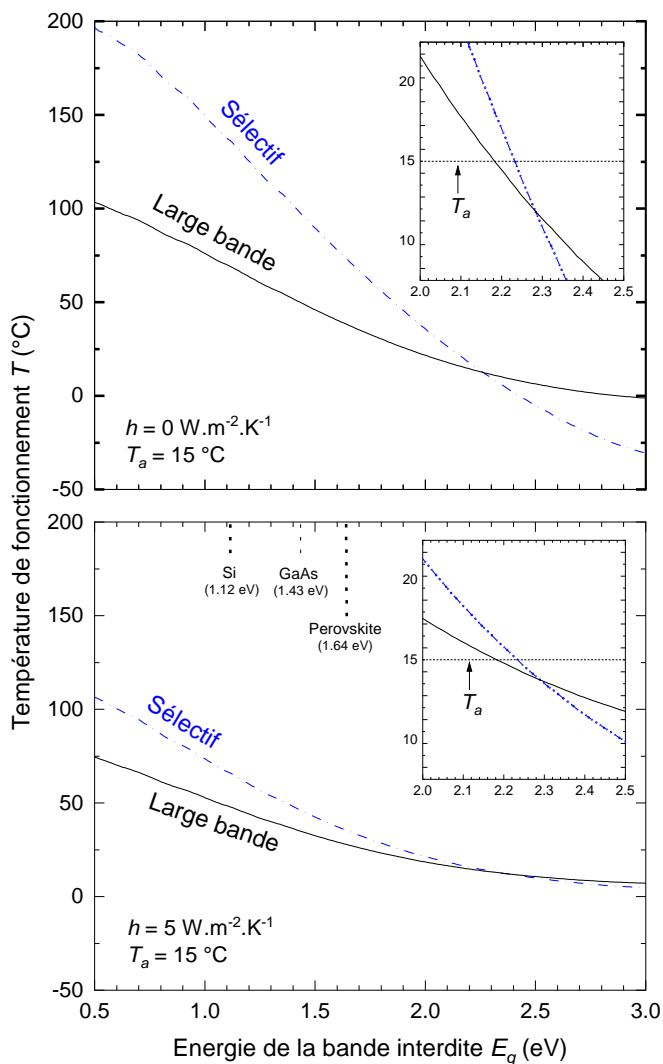 Température de fonctionnement T (°C)
200
150
100
50
0
-50
Sélectif
Large bande
h = 0 W.m⁻².K⁻¹
Tₐ = 15 °C
20
15
10
Tₐ
2.0 2.1 2.2 2.3 2.4 2.5
200
150
100
50
0
-50
Si
(1.12 eV)
GaAs
(1.43 eV)
Perovskite
(1.64 eV)
Sélectif
Large bande
h = 5 W.m⁻².K⁻¹
Tₐ = 15 °C
20
15
10
Tₐ
2.0 2.1 2.2 2.3 2.4 2.5
0.5 1.0 1.5 2.0 2.5 3.0
Energie de la bande interdite E_g (eV)